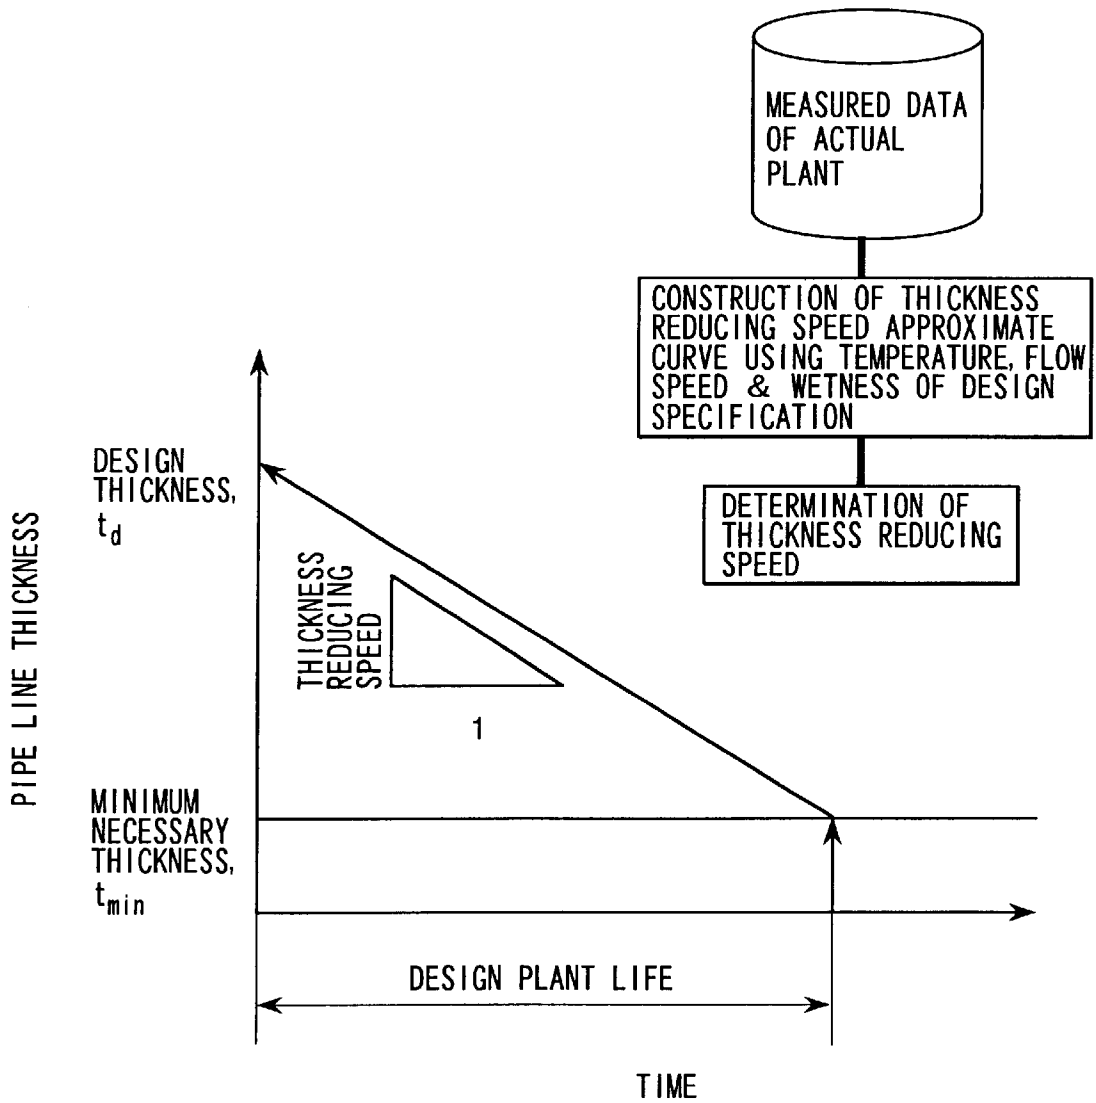 MEASURED DATA
OF ACTUAL
PLANT
CONSTRUCTION OF THICKNESS
REDUCING SPEED APPROXIMATE
CURVE USING TEMPERATURE, FLOW
SPEED & WETNESS OF DESIGN
SPECIFICATION
DETERMINATION OF
THICKNESS REDUCING
SPEED
PIPE LINE THICKNESS
DESIGN
THICKNESS,
td
THICKNESS
REDUCING
SPEED
1
MINIMUM
NECESSARY
THICKNESS,
tmin
DESIGN PLANT LIFE
TIME